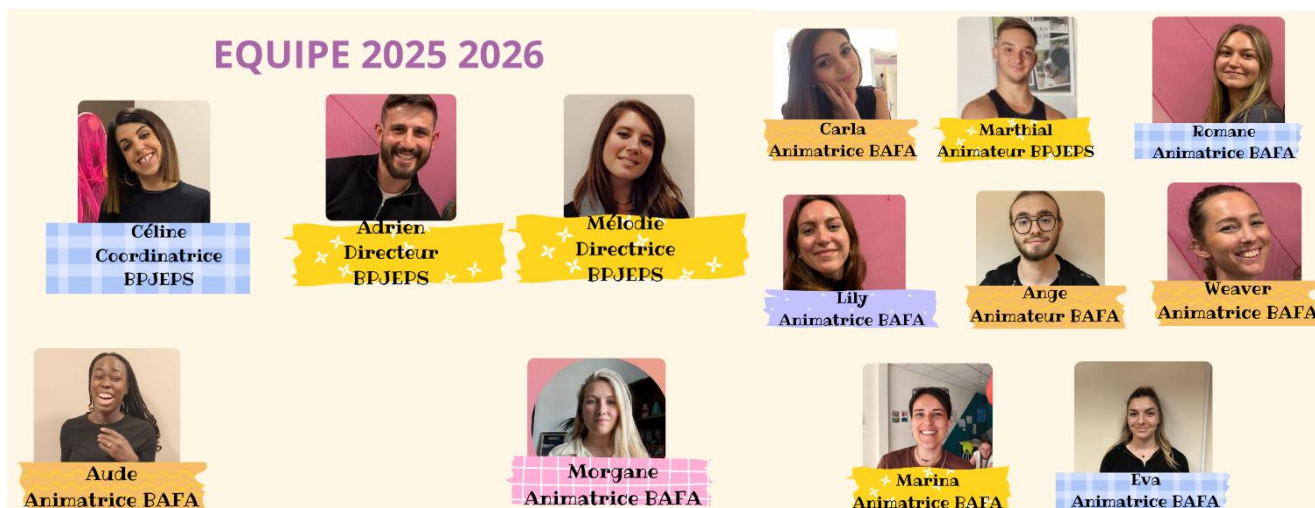 EQUIPE 2025 2026
Céline
Coordinatrice
BPJEPS
Adrien
Directeur
BPJEPS
Mélodie
Directrice
BPJEPS
Carla
Animatrice BAFA
Marthial
Animateur BPJEPS
Romane
Animatrice BAFA
Lily
Animatrice BAFA
Ange
Animateur BAFA
Weaver
Animatrice BAFA
Aude
Animatrice BAFA
Morgane
Animatrice BAFA
Marina
Animatrice BAFA
Eva
Animatrice BAFA